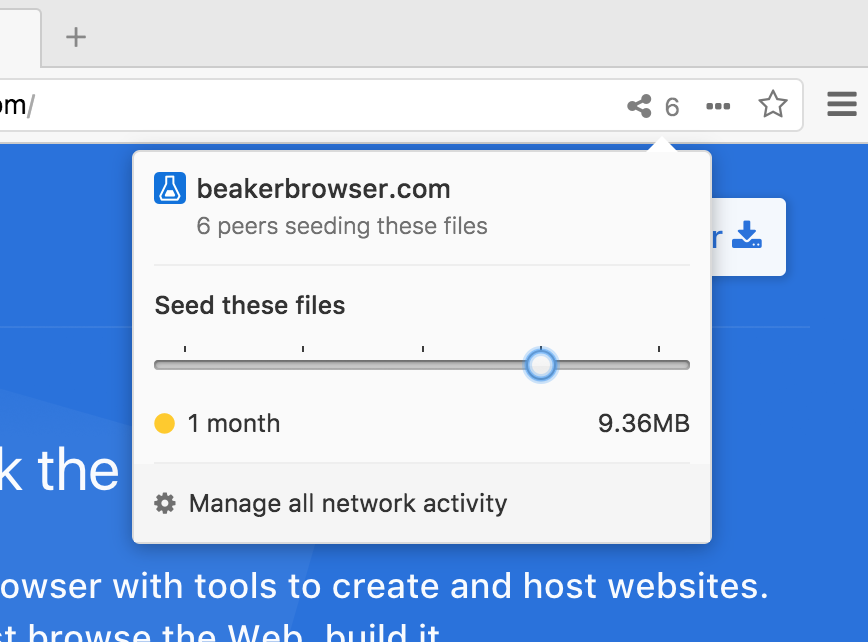 om/
6
beakerbrowser.com
6 peers seeding these files
r
Seed these files
1 month 9.36MB
k the
Manage all network activity
owser with tools to create and host websites.
st browse the Web, build it